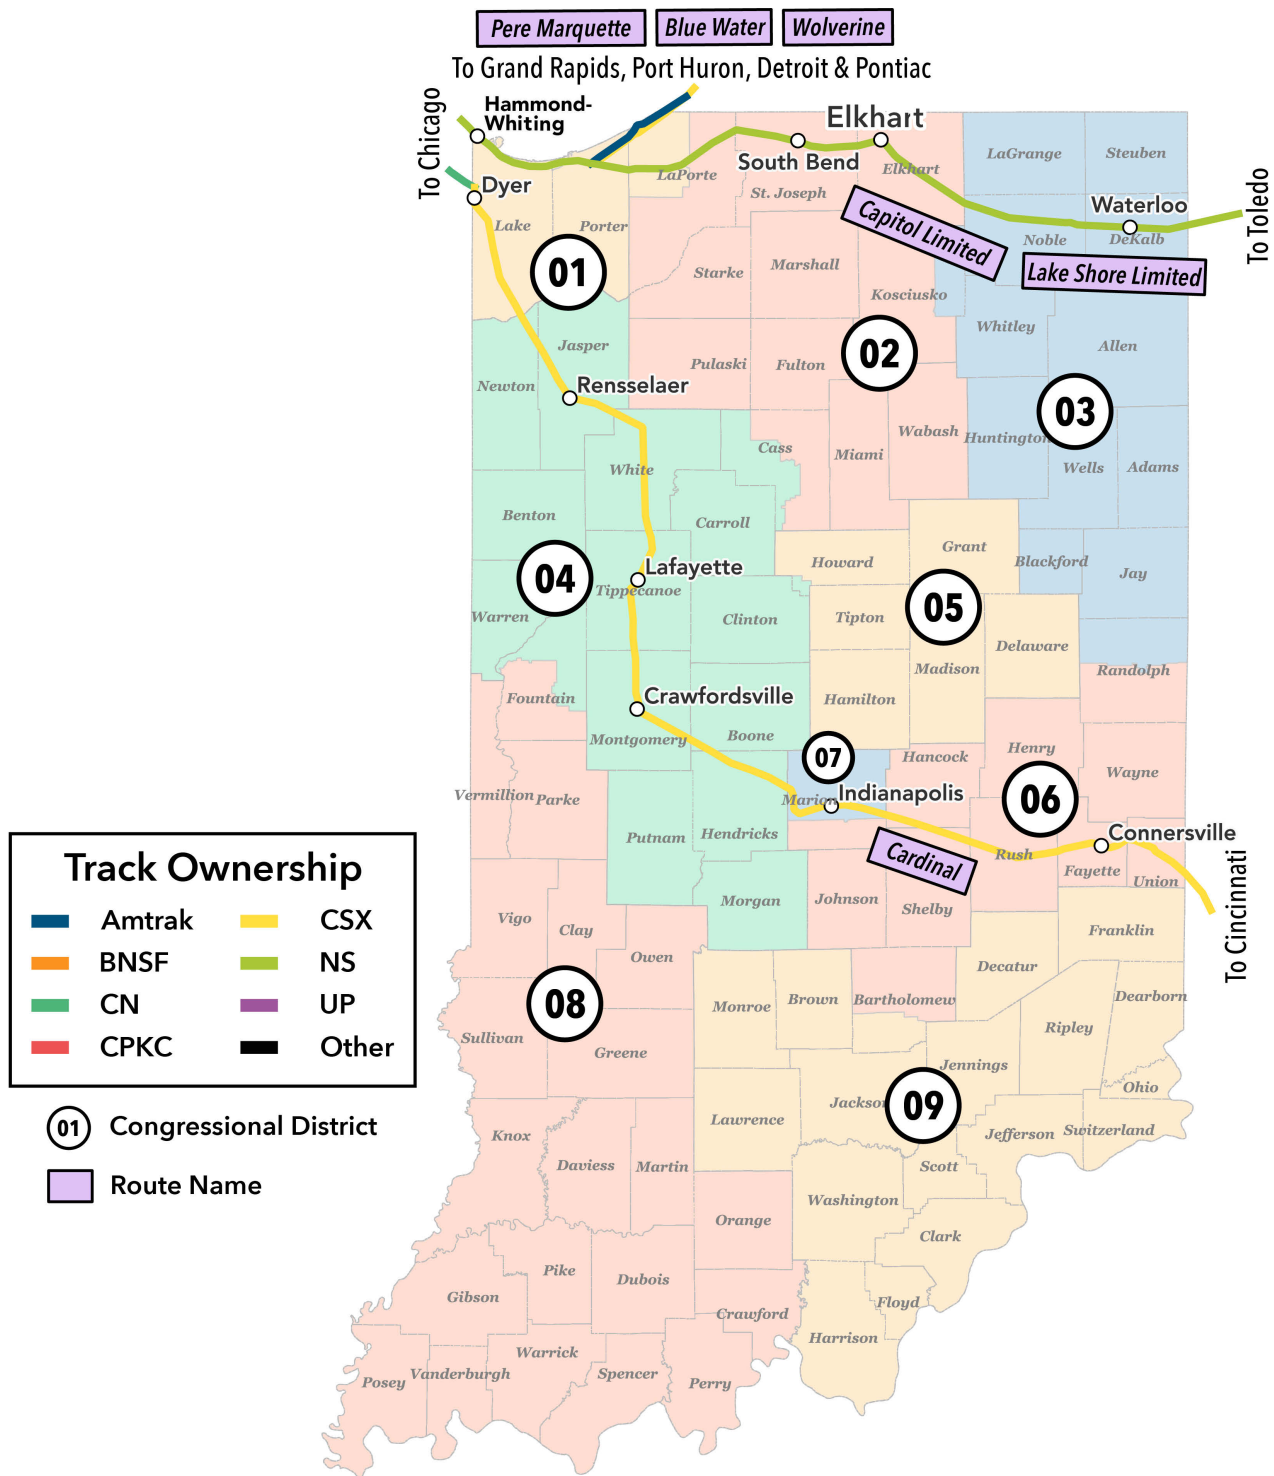 Pere Marquette
Blue Water
Wolverine
To Grand Rapids, Port Huron, Detroit & Pontiac
To Chicago
Hammond-
Whiting
Elkhart
South Bend
Dyer
LaPorte
St. Joseph
Elkhart
LaGrange
Steuben
Waterloo
To Toledo
Lake
Porter
Capitol Limited
Noble
DeKalb
Lake Shore Limited
01
Starke
Marshall
Kosciusko
Whitley
Allen
Jasper
02
Newton
Rensselaer
Pulaski
Fulton
03
White
Cass
Miami
Wabash
Huntington
Wells
Adams
Benton
Carroll
Howard
Grant
Blackford
Jay
04
Lafayette
Tippecanoe
Warren
Clinton
Tipton
05
Delaware
Madison
Randolph
Fountain
Crawfordsville
Montgomery
Boone
Hamilton
07
Hancock
Henry
Wayne
Vermillion
Parke
Marion
Indianapolis
06
Putnam
Hendricks
Connersville
Cardinal
Rush
Fayette
Union
To Cincinnati
Track Ownership
Amtrak
CSX
BNSF
NS
CN
UP
CPKC
Other
01
Congressional District
Route Name
Vigo
Clay
Owen
Morgan
Johnson
Shelby
Franklin
Decatur
08
Monroe
Brown
Bartholomew
Dearborn
Ripley
Sullivan
Greene
Jennings
Ohio
Jackson
09
Knox
Lawrence
Jefferson
Switzerland
Daviess
Martin
Scott
Washington
Orange
Clark
Pike
Dubois
Gibson
Crawford
Floyd
Harrison
Warrick
Posey
Vanderburgh
Spencer
Perry